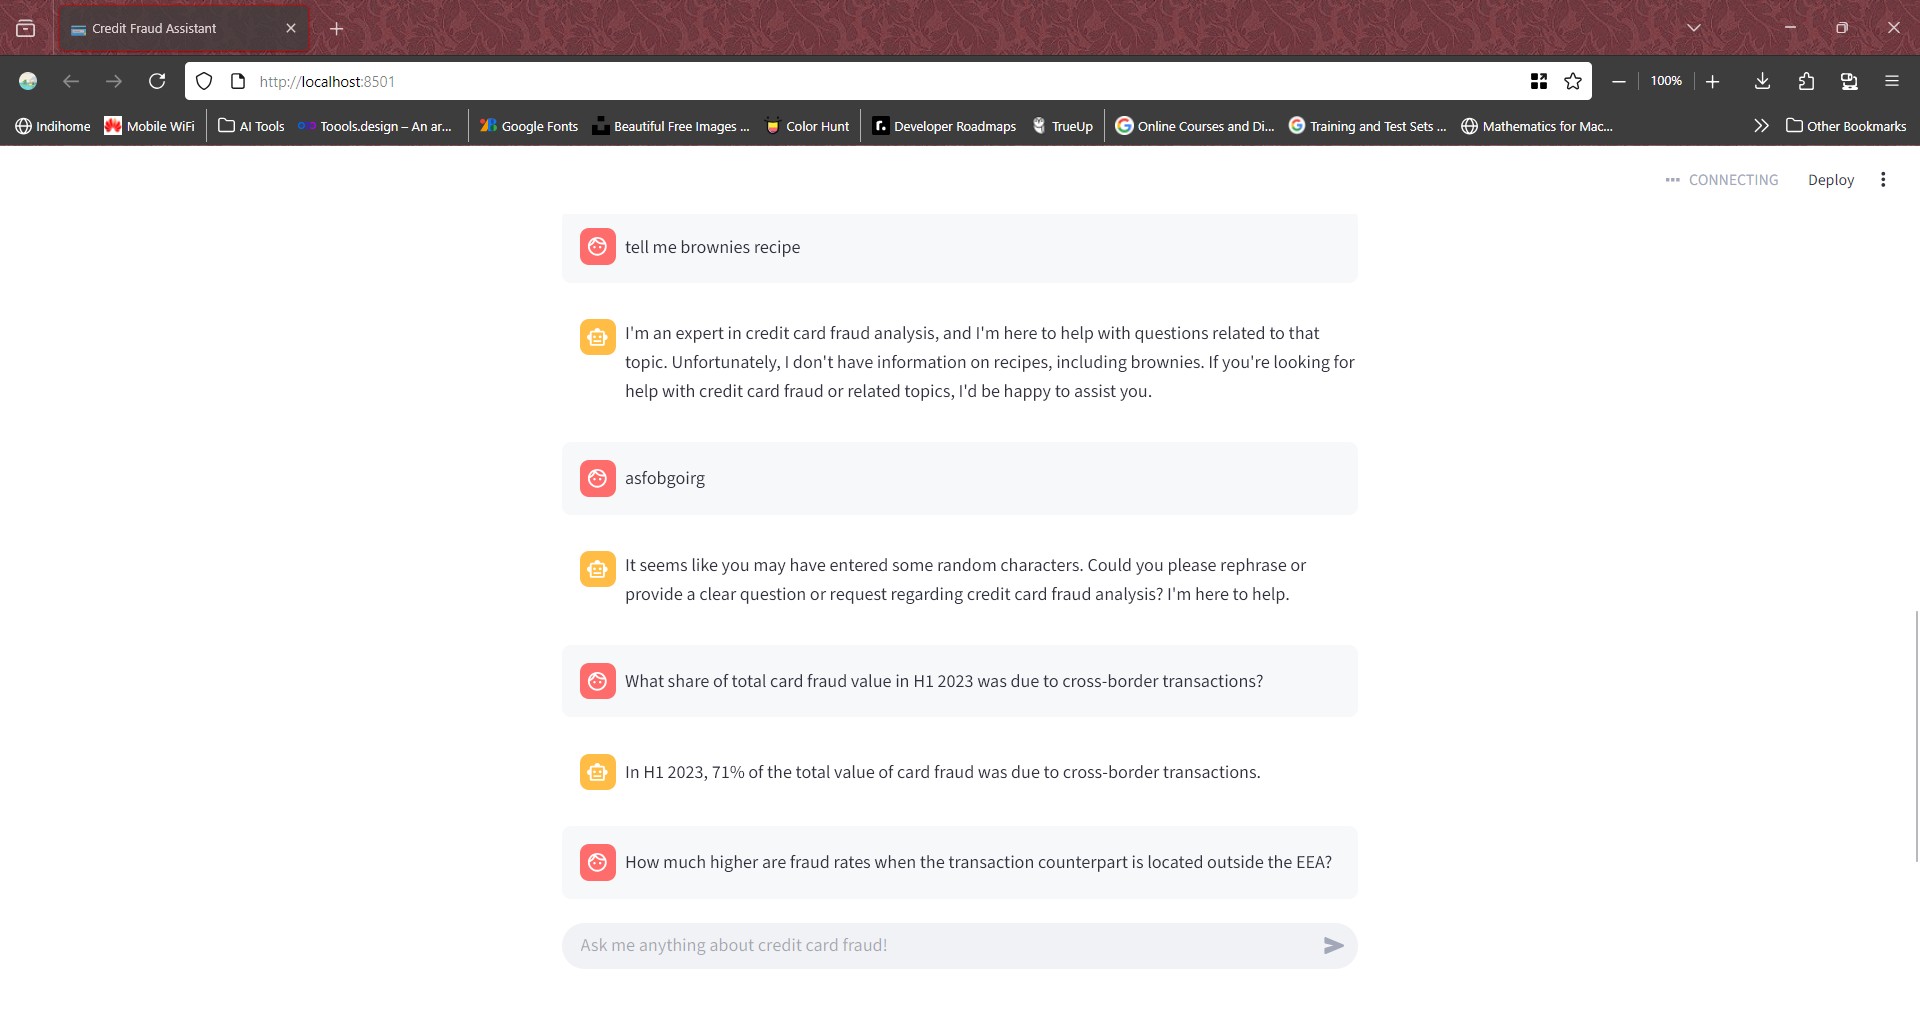 Credit Fraud Assistant
http://localhost:8501
100%
Indihome
Mobile WiFi
AI Tools
Toools.design – An ar...
Google Fonts
Beautiful Free Images ...
Color Hunt
r.
Developer Roadmaps
TrueUp
Online Courses and Di...
Training and Test Sets ...
Mathematics for Mac...
Other Bookmarks
CONNECTING
Deploy
tell me brownies recipe
I'm an expert in credit card fraud analysis, and I'm here to help with questions related to that
topic. Unfortunately, I don't have information on recipes, including brownies. If you're looking for
help with credit card fraud or related topics, I'd be happy to assist you.
asfobgoirg
It seems like you may have entered some random characters. Could you please rephrase or
provide a clear question or request regarding credit card fraud analysis? I'm here to help.
What share of total card fraud value in H1 2023 was due to cross-border transactions?
In H1 2023, 71% of the total value of card fraud was due to cross-border transactions.
How much higher are fraud rates when the transaction counterpart is located outside the EEA?
Ask me anything about credit card fraud!